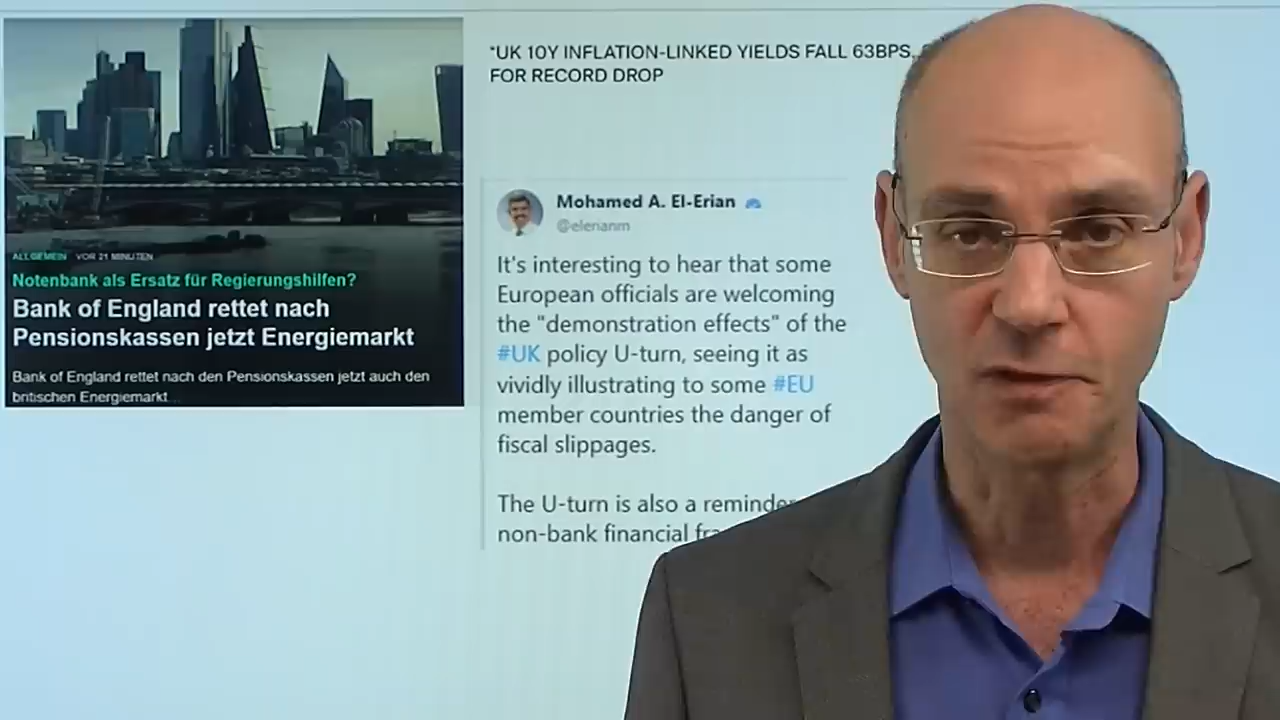 ALLGEMEIN VOR 21 MINUTEN
Notenbank als Ersatz für Regierungshilfen?
Bank of England rettet nach
Pensionskassen jetzt Energiemarkt
Bank of England rettet nach den Pensionskassen jetzt auch den
britischen Energiemarkt...
*UK 10Y INFLATION-LINKED YIELDS FALL 63BPS,
FOR RECORD DROP
Mohamed A. El-Erian
@elerianm
It's interesting to hear that some
European officials are welcoming
the "demonstration effects" of the
#UK policy U-turn, seeing it as
vividly illustrating to some #EU
member countries the danger of
fiscal slippages.
The U-turn is also a reminder
non-bank financial